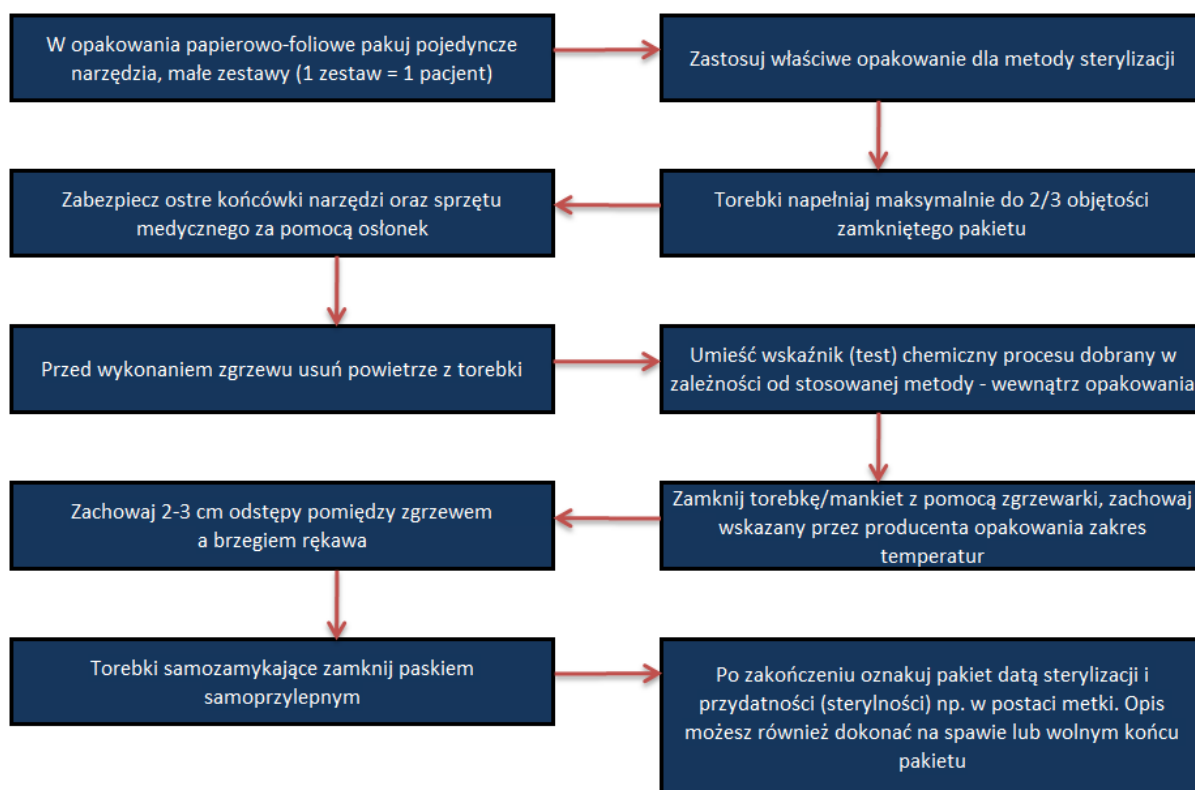 W opakowania papierowo-foliowe pakuj pojedyncze
narzędzia, małe zestawy (1 zestaw = 1 pacjent)
Zastosuj właściwe opakowanie dla metody sterylizacji
Torebki napełniaj maksymalnie do 2/3 objętości
zamkniętego pakietu
Zabezpiecz ostre końcówki narzędzi oraz sprzętu
medycznego za pomocą osłonek
Przed wykonaniem zgrzewu usuń powietrze z torebki
Umieść wskaźnik (test) chemiczny procesu dobrany w
zależności od stosowanej metody - wewnątrz opakowania
Zamknij torebkę/mankiet z pomocą zgrzewarki, zachowaj
wskazany przez producenta opakowania zakres
temperatur
Zachowaj 2-3 cm odstępy pomiędzy zgrzewem
a brzegiem rękawa
Torebki samozamykające zamknij paskiem
samoprzylepnym
Po zakończeniu oznakuj pakiet datą sterylizacji i
przydatności (sterylności) np. w postaci metki. Opis
możesz również dokonać na spawie lub wolnym końcu
pakietu